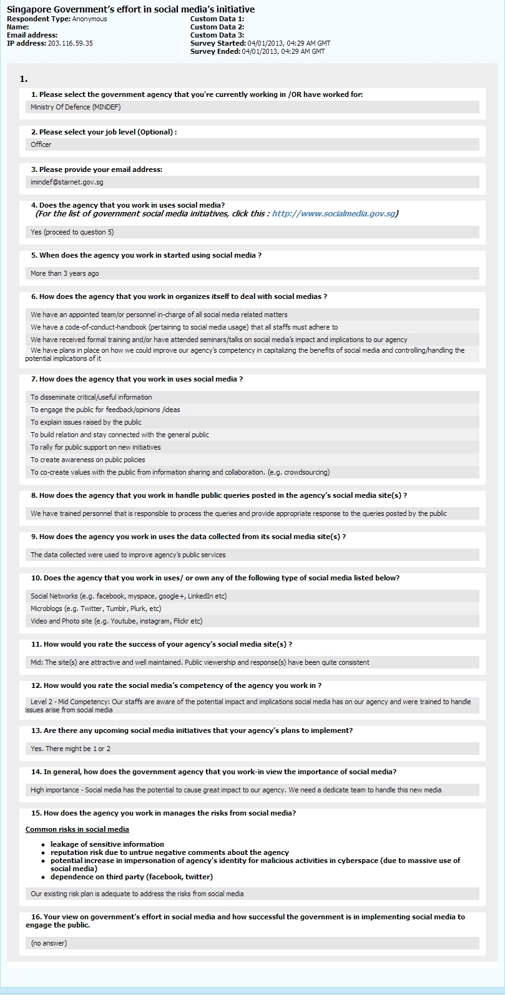 Singapore Government's effort in social media's initiative
Respondent Type: Anonymous
Name:
Email address:
IP address: 203.116.59.35
Custom Data 1:
Custom Data 2:
Custom Data 3:
Survey Started: 04/01/2013, 04:29 AM GMT
Survey Ended: 04/01/2013, 04:29 AM GMT
1.
1. Please select the government agency that you're currently working in /OR have worked for:
Ministry Of Defence (MINDEF)
2. Please select your job level (Optional) :
Officer
3. Please provide your email address:
imindef@starnet.gov.sg
4. Does the agency that you work in uses social media?
(For the list of government social media initiatives, click this : http://www.socialmedia.gov.sg)
Yes (proceed to question 5)
5. When does the agency you work in started using social media ?
More than 3 years ago
6. How does the agency that you work in organizes itself to deal with social medias ?
We have an appointed team/or personnel in-charge of all social media related matters
We have a code-of-conduct-handbook (pertaining to social media usage) that all staffs must adhere to
We have received formal training and/or have attended seminars/talks on social media's impact and implications to our agency
We have plans in place on how we could improve our agency's competency in capitalizing the benefits of social media and controlling/handling the
potential implications of it
7. How does the agency that you work in uses social media ?
To disseminate critical/useful information
To engage the public for feedback/opinions /ideas
To explain issues raised by the public
To build relation and stay connected with the general public
To rally for public support on new initiatives
To create awareness on public policies
To co-create values with the public from information sharing and collaboration. (e.g. crowdsourcing)
8. How does the agency that you work in handle public queries posted in the agency's social media site(s) ?
We have trained personnel that is responsible to process the queries and provide appropriate response to the queries posted by the public
9. How does the agency you work in uses the data collected from its social media site(s) ?
The data collected were used to improve agency's public services
10. Does the agency that you work in uses/ or own any of the following type of social media listed below?
Social Networks (e.g. facebook, myspace, google+, LinkedIn etc)
Microblogs (e.g. Twitter, Tumblr, Plurk, etc)
Video and Photo site (e.g. Youtube, instagram, Flickr etc)
11. How would you rate the success of your agency's social media site(s) ?
Mid: The site(s) are attractive and well maintained. Public viewership and response(s) have been quite consistent
12. How would you rate the social media's competency of the agency you work in ?
Level 2 - Mid Competency: Our staffs are aware of the potential impact and implications social media has on our agency and were trained to handle
issues arise from social media
13. Are there any upcoming social media initiatives that your agency's plans to implement?
Yes. There might be 1 or 2
14. In general, how does the government agency that you work-in view the importance of social media?
High importance - Social media has the potential to cause great impact to our agency. We need a dedicate team to handle this new media
15. How does the agency you work in manages the risks from social media?
Common risks in social media
• leakage of sensitive information
• reputation risk due to untrue negative comments about the agency
• potential increase in impersonation of agency's identity for malicious activities in cyberspace (due to massive use of
social media)
• dependence on third party (facebook, twitter)
Our existing risk plan is adequate to address the risks from social media
16. Your view on government's effort in social media and how successful the government is in implementing social media to
engage the public.
(no answer)